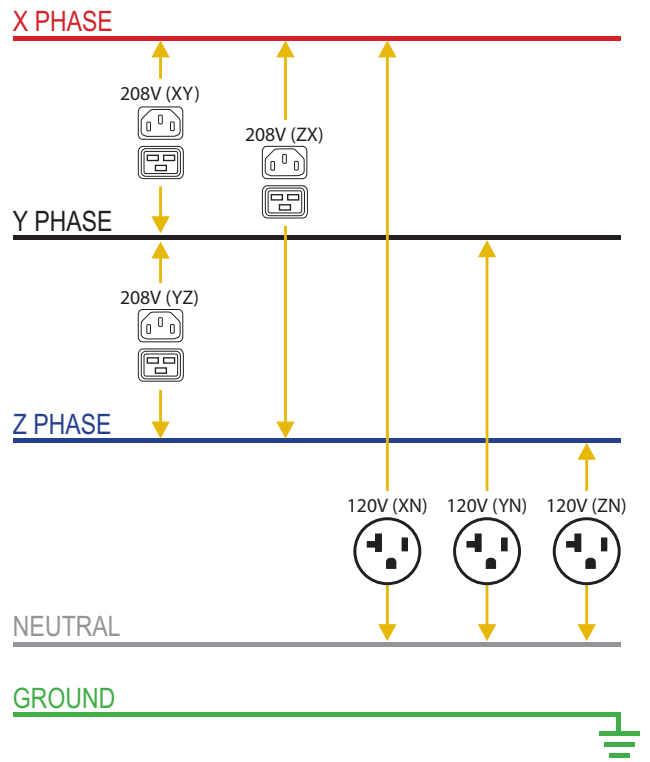 X PHASE
208V (XY)
208V (ZX)
Y PHASE
208V (YZ)
Z PHASE
120V (XN)
120V (YN)
120V (ZN)
NEUTRAL
GROUND